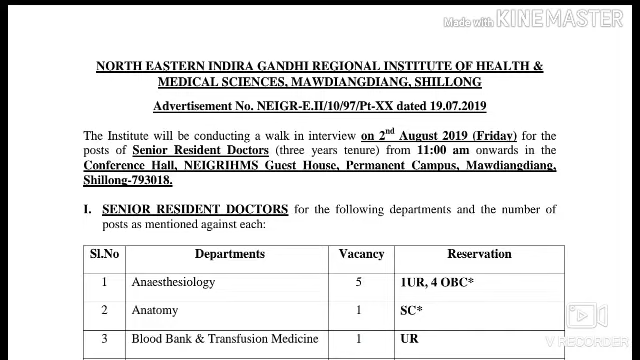 Made with KINEMASTER
NORTH EASTERN INDIRA GANDHI REGIONAL INSTITUTE OF HEALTH &
MEDICAL SCIENCES, MAWDIANGDIANG, SHILLONG
Advertisement No. NEIGR-E.II/10/97/Pt-XX dated 19.07.2019
The Institute will be conducting a walk in interview on 2nd August 2019 (Friday) for the
posts of Senior Resident Doctors (three years tenure) from 11:00 am onwards in the
Conference Hall, NEIGRIHMS Guest House, Permanent Campus, Mawdiangdiang,
Shillong-793018.
I. SENIOR RESIDENT DOCTORS for the following departments and the number of
posts as mentioned against each:
Sl.No Departments Vacancy Reservation
1 Anaesthesiology 5 1UR, 4 OBC*
2 Anatomy 1 SC*
3 Blood Bank & Transfusion Medicine 1 UR
V RECORDER